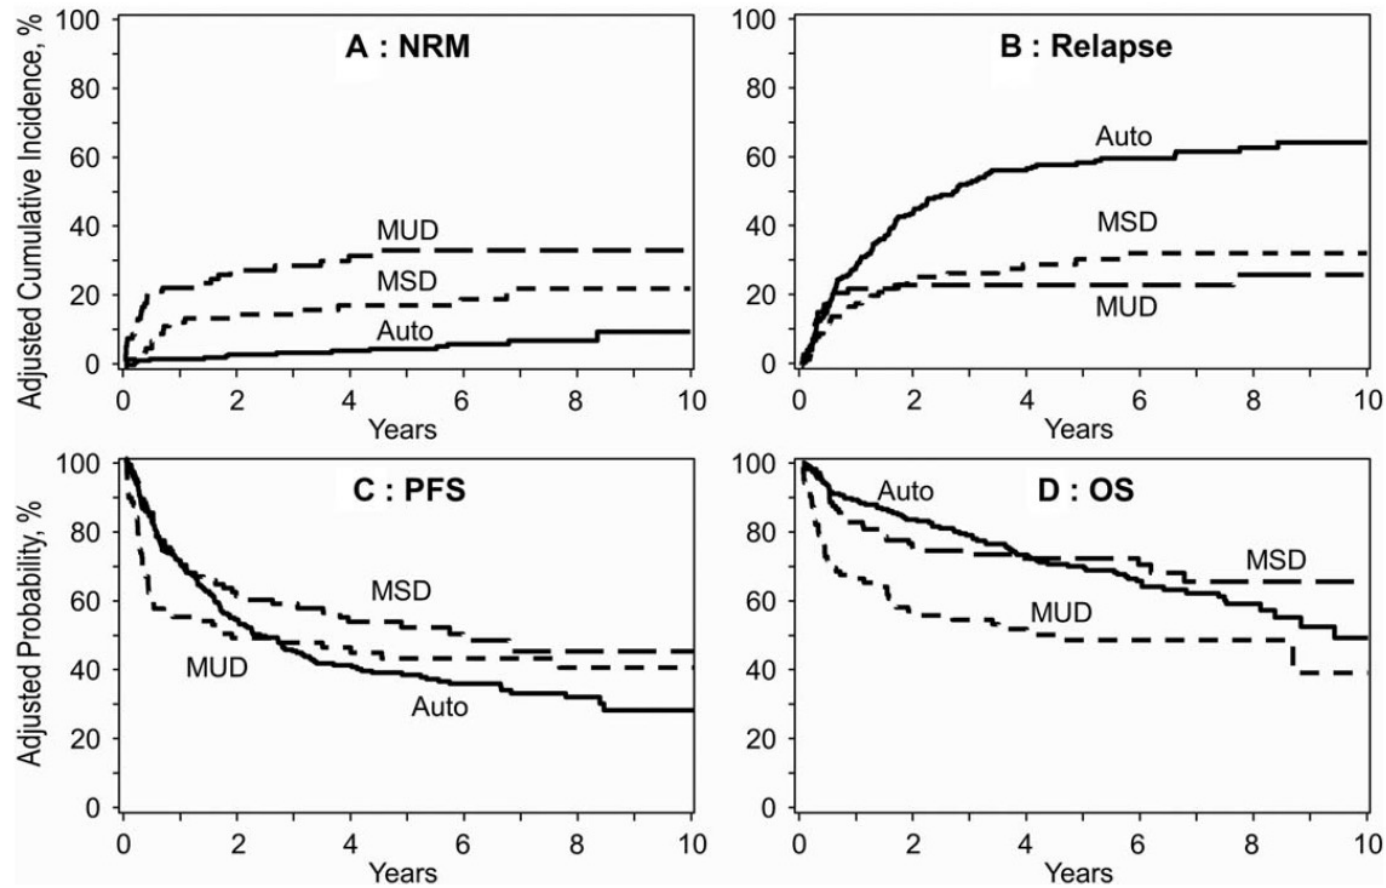 A : NRM
Adjusted Cumulative Incidence, %
100
80
60
40
20
0
MUD
MSD
Auto
0 2 4 6 8 10
Years
B : Relapse
100
80
60
40
20
0
Auto
MSD
MUD
0 2 4 6 8 10
Years
C : PFS
Adjusted Probability, %
100
80
60
40
20
0
MSD
MUD
Auto
0 2 4 6 8 10
Years
D : OS
100
80
60
40
20
0
Auto
MSD
MUD
0 2 4 6 8 10
Years